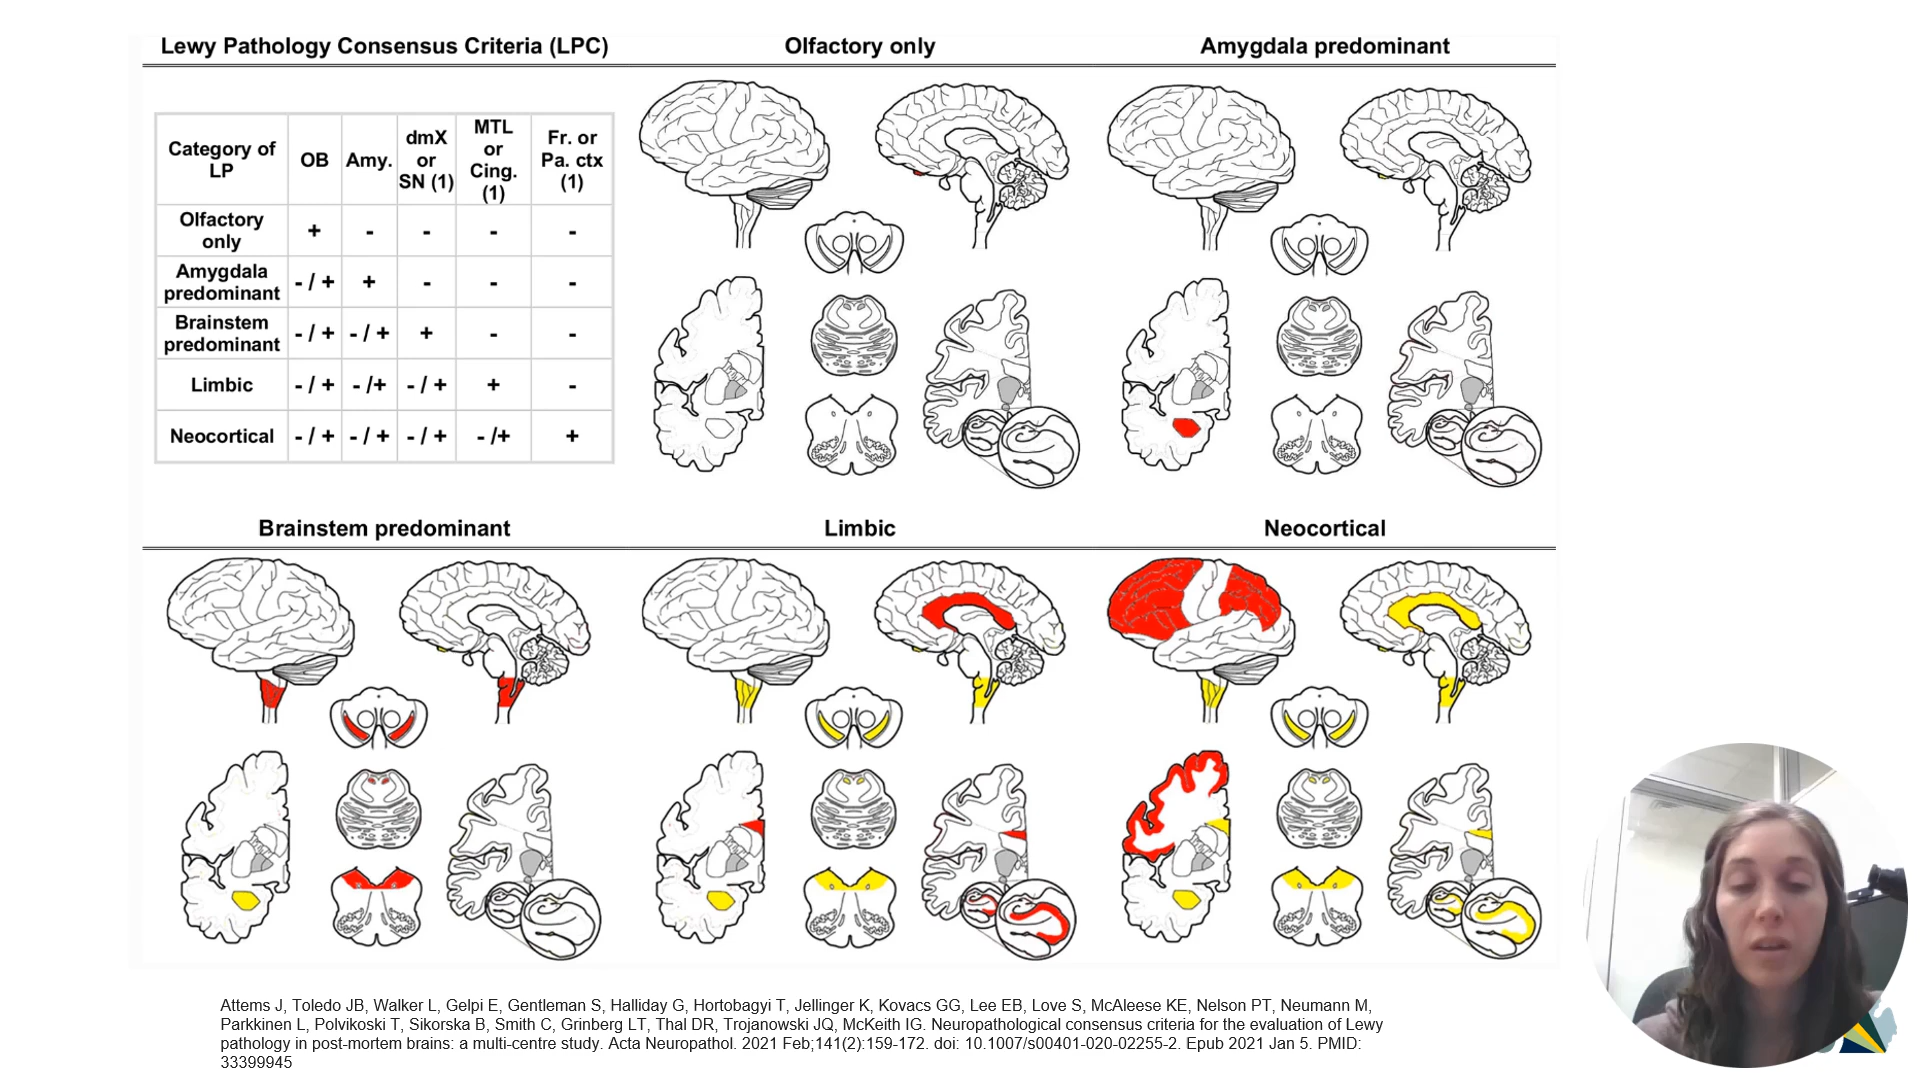 Lewy Pathology Consensus Criteria (LPC)
Olfactory only
Amygdala predominant
Category of LP OB Amy. dmX or SN (1) MTL or Cing. (1) Fr. or Pa. ctx (1)
Olfactory only + - - - -
Amygdala predominant - / + + - - -
Brainstem predominant - / + - / + + - -
Limbic - / + - /+ - / + + -
Neocortical - / + - / + - / + - /+ +
Brainstem predominant
Limbic
Neocortical
Attems J, Toledo JB, Walker L, Gelpi E, Gentleman S, Halliday G, Hortobagyi T, Jellinger K, Kovacs GG, Lee EB, Love S, McAleese KE, Nelson PT, Neumann M,
Parkkinen L, Polvikoski T, Sikorska B, Smith C, Grinberg LT, Thal DR, Trojanowski JQ, McKeith IG. Neuropathological consensus criteria for the evaluation of Lewy
pathology in post-mortem brains: a multi-centre study. Acta Neuropathol. 2021 Feb;141(2):159-172. doi: 10.1007/s00401-020-02255-2. Epub 2021 Jan 5. PMID:
33399945